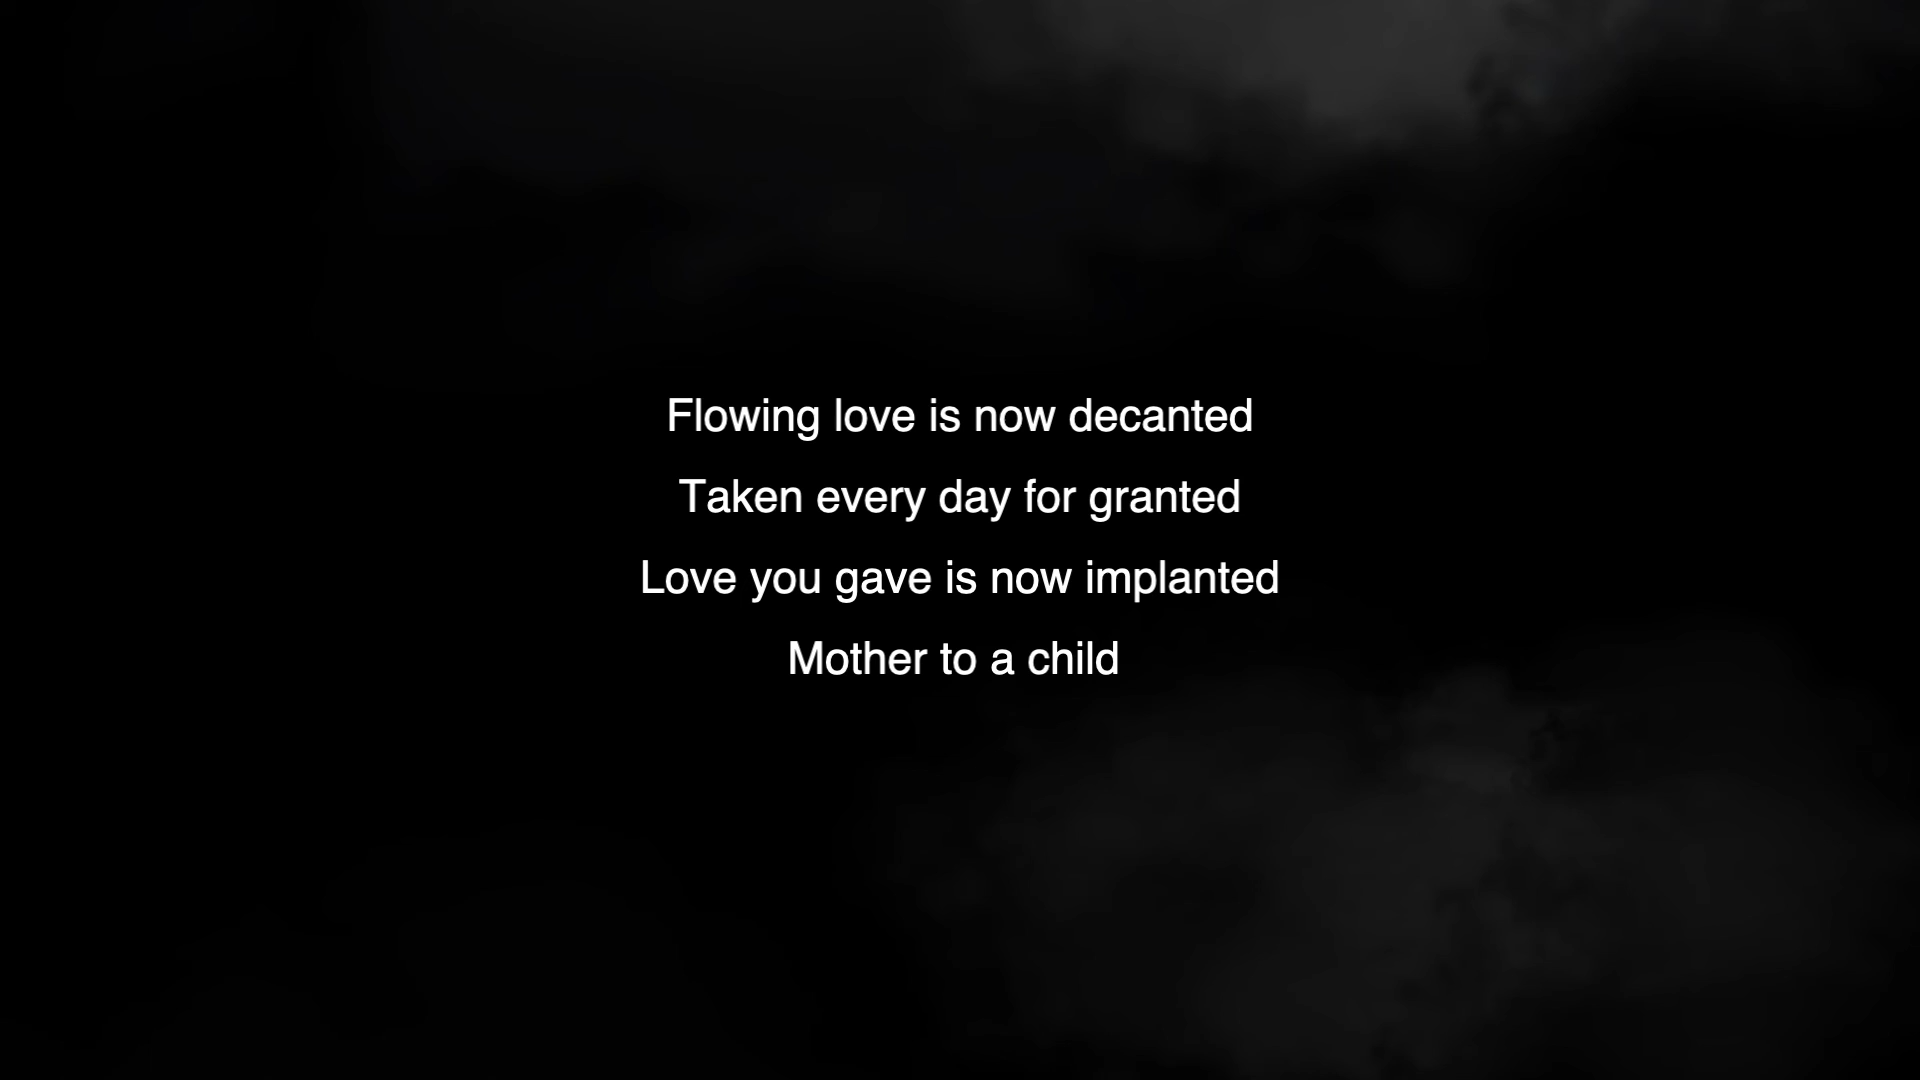 Flowing love is now decanted
Taken every day for granted
Love you gave is now implanted
Mother to a child